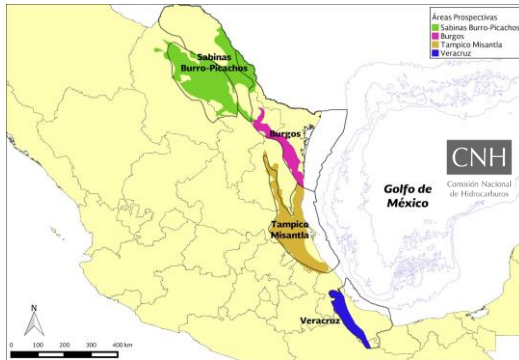 Áreas Prospectivas
Sabinas Burro-Picachos
Burgos
Tampico Misantla
Veracruz
Sabinas
Burro-Picachos
Burgos
CNH
Comisión Nacional
de Hidrocarburos
Golfo de
México
Tampico
Misantla
Veracruz
N
0 100 200 300 400 km